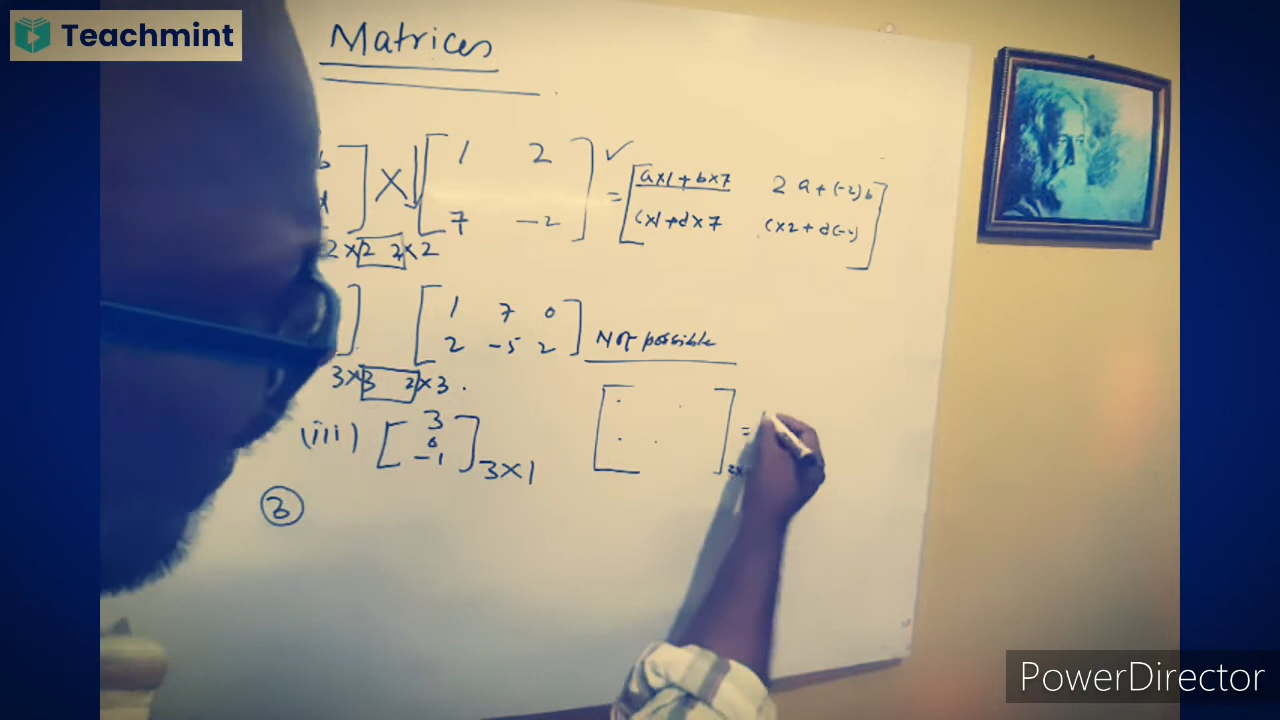 Teachmint
Matrices
b ] × [ 1 2 ] ✓ = [ a×1+b×7 2a+(-2)b
7 -2 c×1+d×7 c×2+d(-2) ]
2×2 2×2
[ 1 7 0 ] Not possible
2 -5 2
3×3 2×3.
(iii) [ 3 0 -1 ] 3×1
[ ] =
PowerDirector